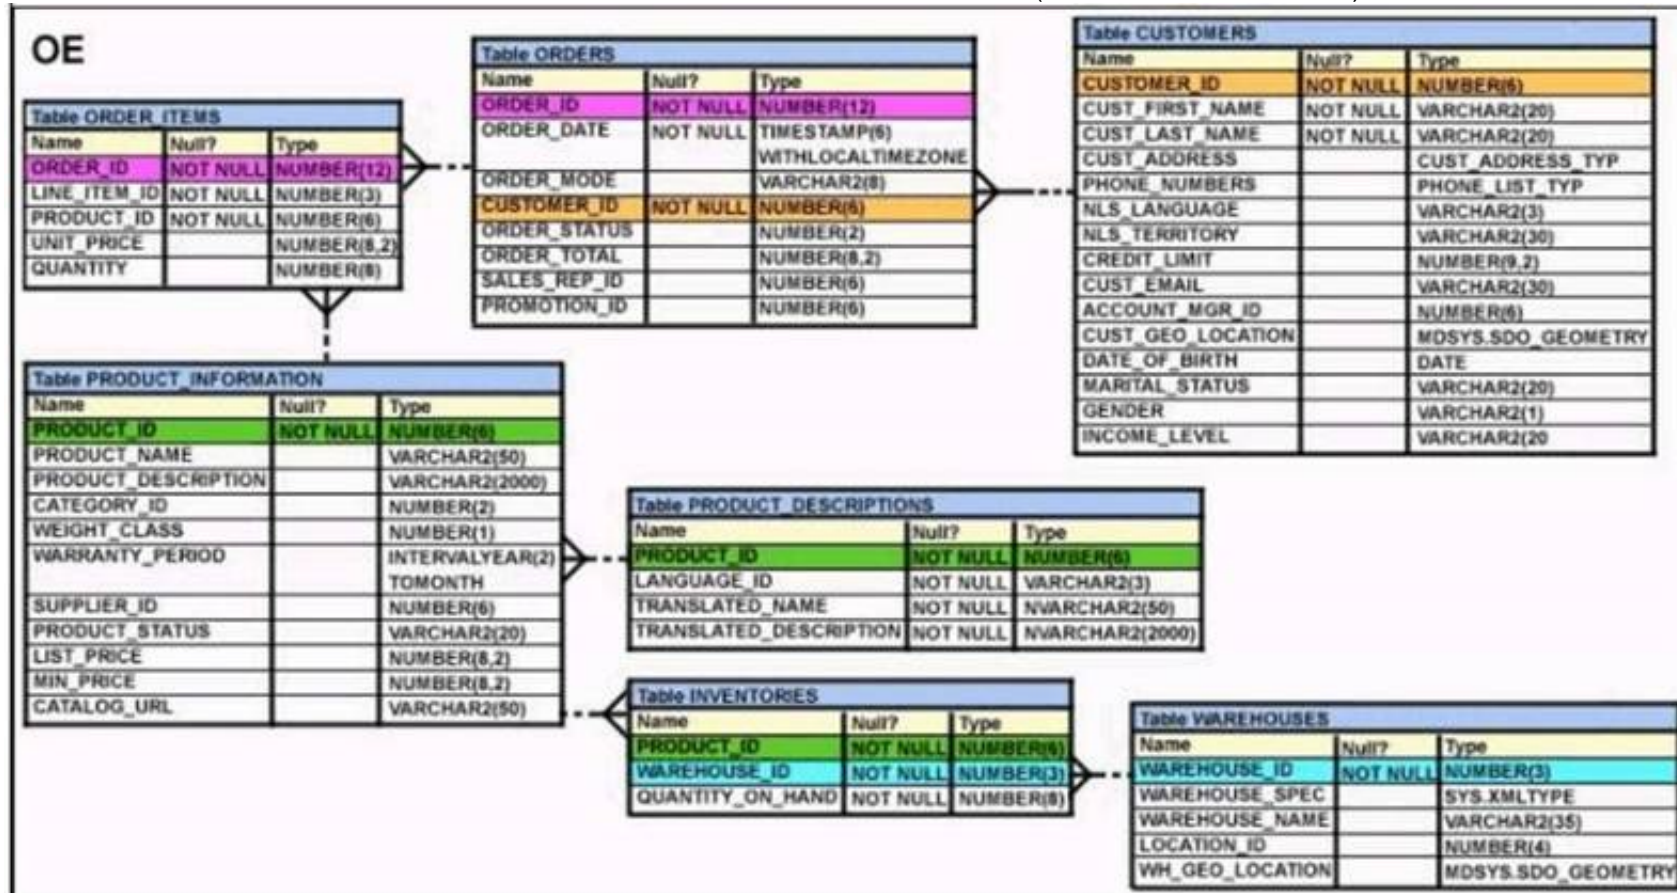 OE
Table ORDER_ITEMS
Name Null? Type
ORDER_ID NOT NULL NUMBER(12)
LINE_ITEM_ID NOT NULL NUMBER(3)
PRODUCT_ID NOT NULL NUMBER(6)
UNIT_PRICE NUMBER(8,2)
QUANTITY NUMBER(8)
Table ORDERS
Name Null? Type
ORDER_ID NOT NULL NUMBER(12)
ORDER_DATE NOT NULL TIMESTAMP(6)
WITHLOCALTIMEZONE
ORDER_MODE VARCHAR2(8)
CUSTOMER_ID NOT NULL NUMBER(6)
ORDER_STATUS NUMBER(2)
ORDER_TOTAL NUMBER(8,2)
SALES_REP_ID NUMBER(6)
PROMOTION_ID NUMBER(6)
Table CUSTOMERS
Name Null? Type
CUSTOMER_ID NOT NULL NUMBER(6)
CUST_FIRST_NAME NOT NULL VARCHAR2(20)
CUST_LAST_NAME NOT NULL VARCHAR2(20)
CUST_ADDRESS CUST_ADDRESS_TYP
PHONE_NUMBERS PHONE_LIST_TYP
NLS_LANGUAGE VARCHAR2(3)
NLS_TERRITORY VARCHAR2(30)
CREDIT_LIMIT NUMBER(9,2)
CUST_EMAIL VARCHAR2(30)
ACCOUNT_MGR_ID NUMBER(6)
CUST_GEO_LOCATION MDSYS.SDO_GEOMETRY
DATE_OF_BIRTH DATE
MARITAL_STATUS VARCHAR2(20)
GENDER VARCHAR2(1)
INCOME_LEVEL VARCHAR2(20
Table PRODUCT_INFORMATION
Name Null? Type
PRODUCT_ID NOT NULL NUMBER(6)
PRODUCT_NAME VARCHAR2(50)
PRODUCT_DESCRIPTION VARCHAR2(2000)
CATEGORY_ID NUMBER(2)
WEIGHT_CLASS NUMBER(1)
WARRANTY_PERIOD INTERVALYEAR(2)
TOMONTH
SUPPLIER_ID NUMBER(6)
PRODUCT_STATUS VARCHAR2(20)
LIST_PRICE NUMBER(8,2)
MIN_PRICE NUMBER(8,2)
CATALOG_URL VARCHAR2(50)
Table PRODUCT_DESCRIPTIONS
Name Null? Type
PRODUCT_ID NOT NULL NUMBER(6)
LANGUAGE_ID NOT NULL VARCHAR2(3)
TRANSLATED_NAME NOT NULL NVARCHAR2(50)
TRANSLATED_DESCRIPTION NOT NULL NVARCHAR2(2000)
Table INVENTORIES
Name Null? Type
PRODUCT_ID NOT NULL NUMBER(6)
WAREHOUSE_ID NOT NULL NUMBER(3)
QUANTITY_ON_HAND NOT NULL NUMBER(8)
Table WAREHOUSES
Name Null? Type
WAREHOUSE_ID NOT NULL NUMBER(3)
WAREHOUSE_SPEC SYS.XMLTYPE
WAREHOUSE_NAME VARCHAR2(35)
LOCATION_ID NUMBER(4)
WH_GEO_LOCATION MDSYS.SDO_GEOMETRY